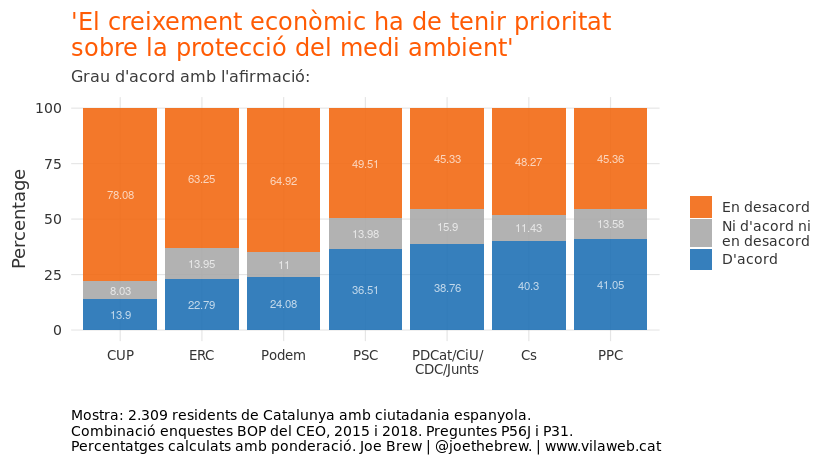 'El creixement econòmic ha de tenir prioritat
sobre la protecció del medi ambient'
Grau d'acord amb l'afirmació:
Percentage
100
75
50
25
0
78.08
8.03
13.9
63.25
13.95
22.79
64.92
11
24.08
49.51
13.98
36.51
45.33
15.9
38.76
48.27
11.43
40.3
45.36
13.58
41.05
CUP
ERC
Podem
PSC
PDCat/CiU/
CDC/Junts
Cs
PPC
En desacord
Ni d'acord ni
en desacord
D'acord
Mostra: 2.309 residents de Catalunya amb ciutadania espanyola.
Combinació enquestes BOP del CEO, 2015 i 2018. Preguntes P56J i P31.
Percentatges calculats amb ponderació. Joe Brew | @joethebrew. | www.vilaweb.cat